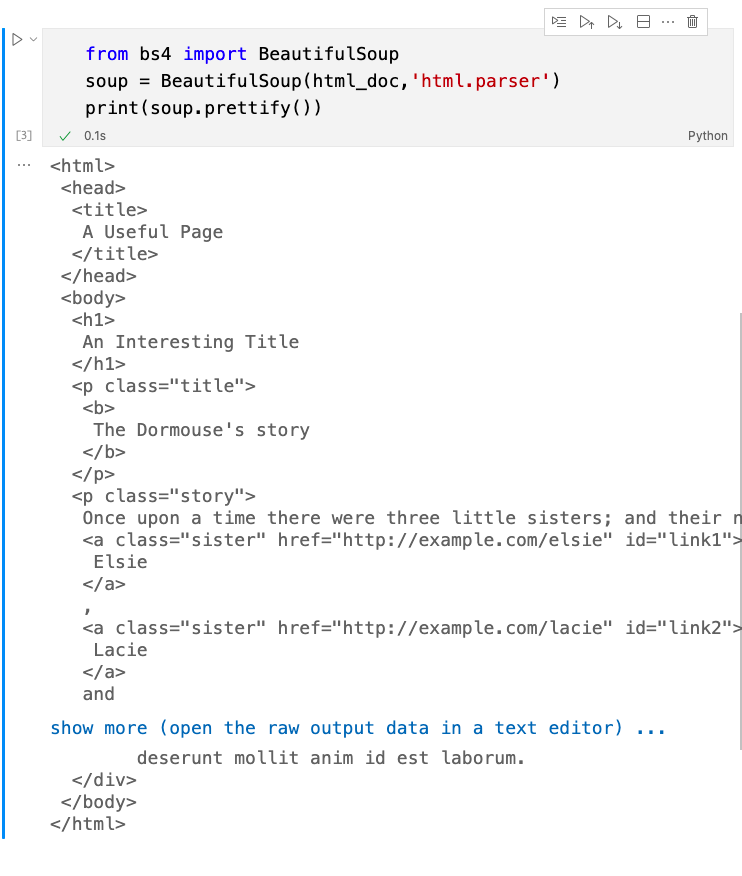 from bs4 import BeautifulSoup
soup = BeautifulSoup(html_doc,'html.parser')
print(soup.prettify())
[3] 0.1s Python
... <html>
<head>
<title>
A Useful Page
</title>
</head>
<body>
<h1>
An Interesting Title
</h1>
<p class="title">
<b>
The Dormouse's story
</b>
</p>
<p class="story">
Once upon a time there were three little sisters; and their n
<a class="sister" href="http://example.com/elsie" id="link1">
Elsie
</a>
,
<a class="sister" href="http://example.com/lacie" id="link2">
Lacie
</a>
and
show more (open the raw output data in a text editor) ...
deserunt mollit anim id est laborum.
</div>
</body>
</html>